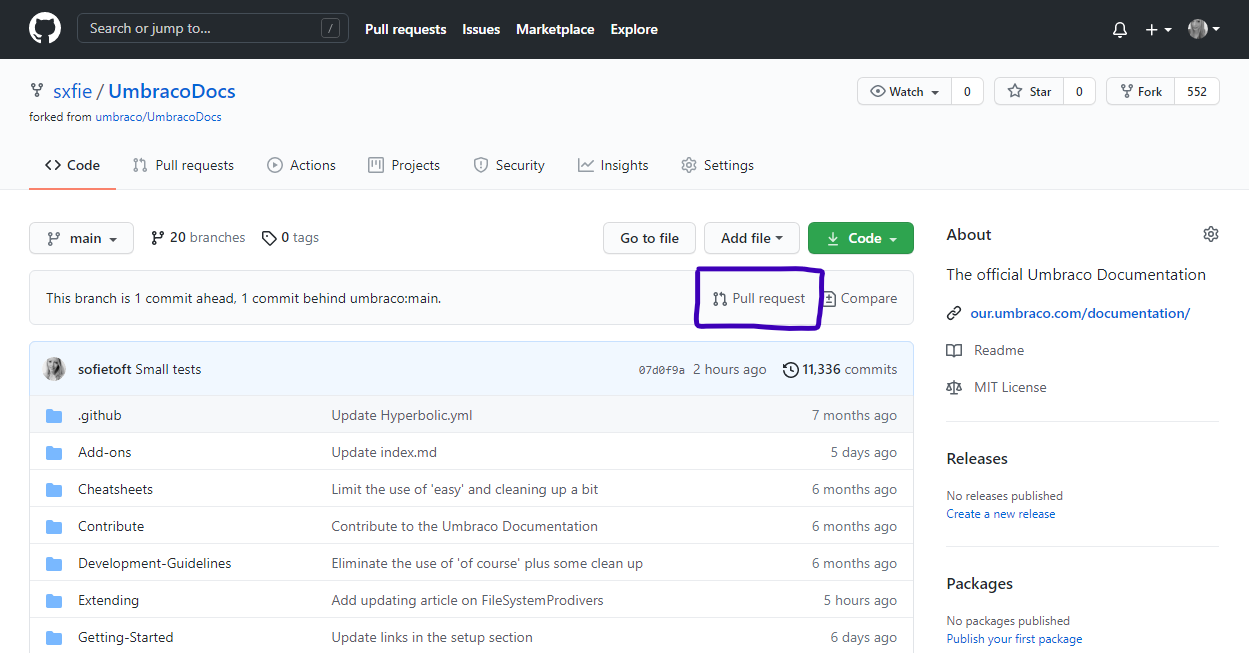 Search or jump to... / Pull requests Issues Marketplace Explore
sxfie / UmbracoDocs Watch 0 Star 0 Fork 552
forked from umbraco/UmbracoDocs
Code Pull requests Actions Projects Security Insights Settings
main 20 branches 0 tags Go to file Add file Code
This branch is 1 commit ahead, 1 commit behind umbraco:main. Pull request Compare
sofietoft Small tests 07d0f9a 2 hours ago 11,336 commits
.github Update Hyperbolic.yml 7 months ago
Add-ons Update index.md 5 days ago
Cheatsheets Limit the use of 'easy' and cleaning up a bit 6 months ago
Contribute Contribute to the Umbraco Documentation 6 months ago
Development-Guidelines Eliminate the use of 'of course' plus some clean up 6 months ago
Extending Add updating article on FileSystemProdivers 5 hours ago
Getting-Started Update links in the setup section 6 days ago
About
The official Umbraco Documentation
our.umbraco.com/documentation/
Readme
MIT License
Releases
No releases published
Create a new release
Packages
No packages published
Publish your first package